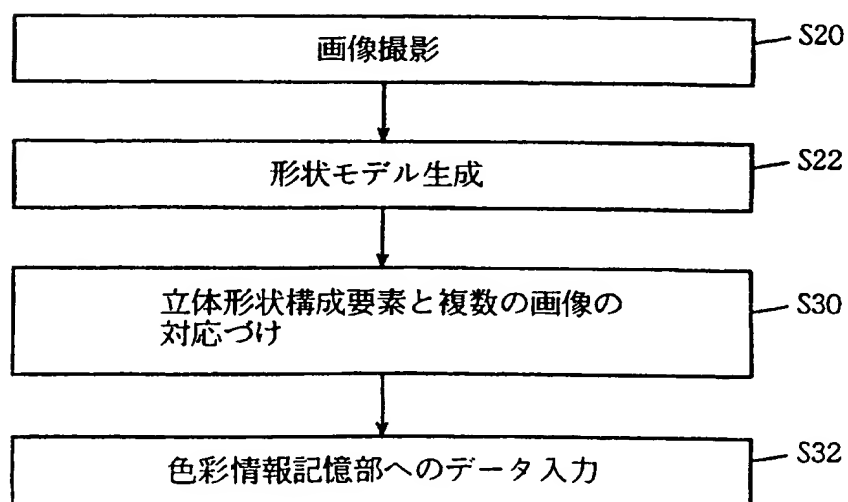 画像撮影
S20
形状モデル生成
S22
立体形状構成要素と複数の画像の
対応づけ
S30
色彩情報記憶部へのデータ入力
S32